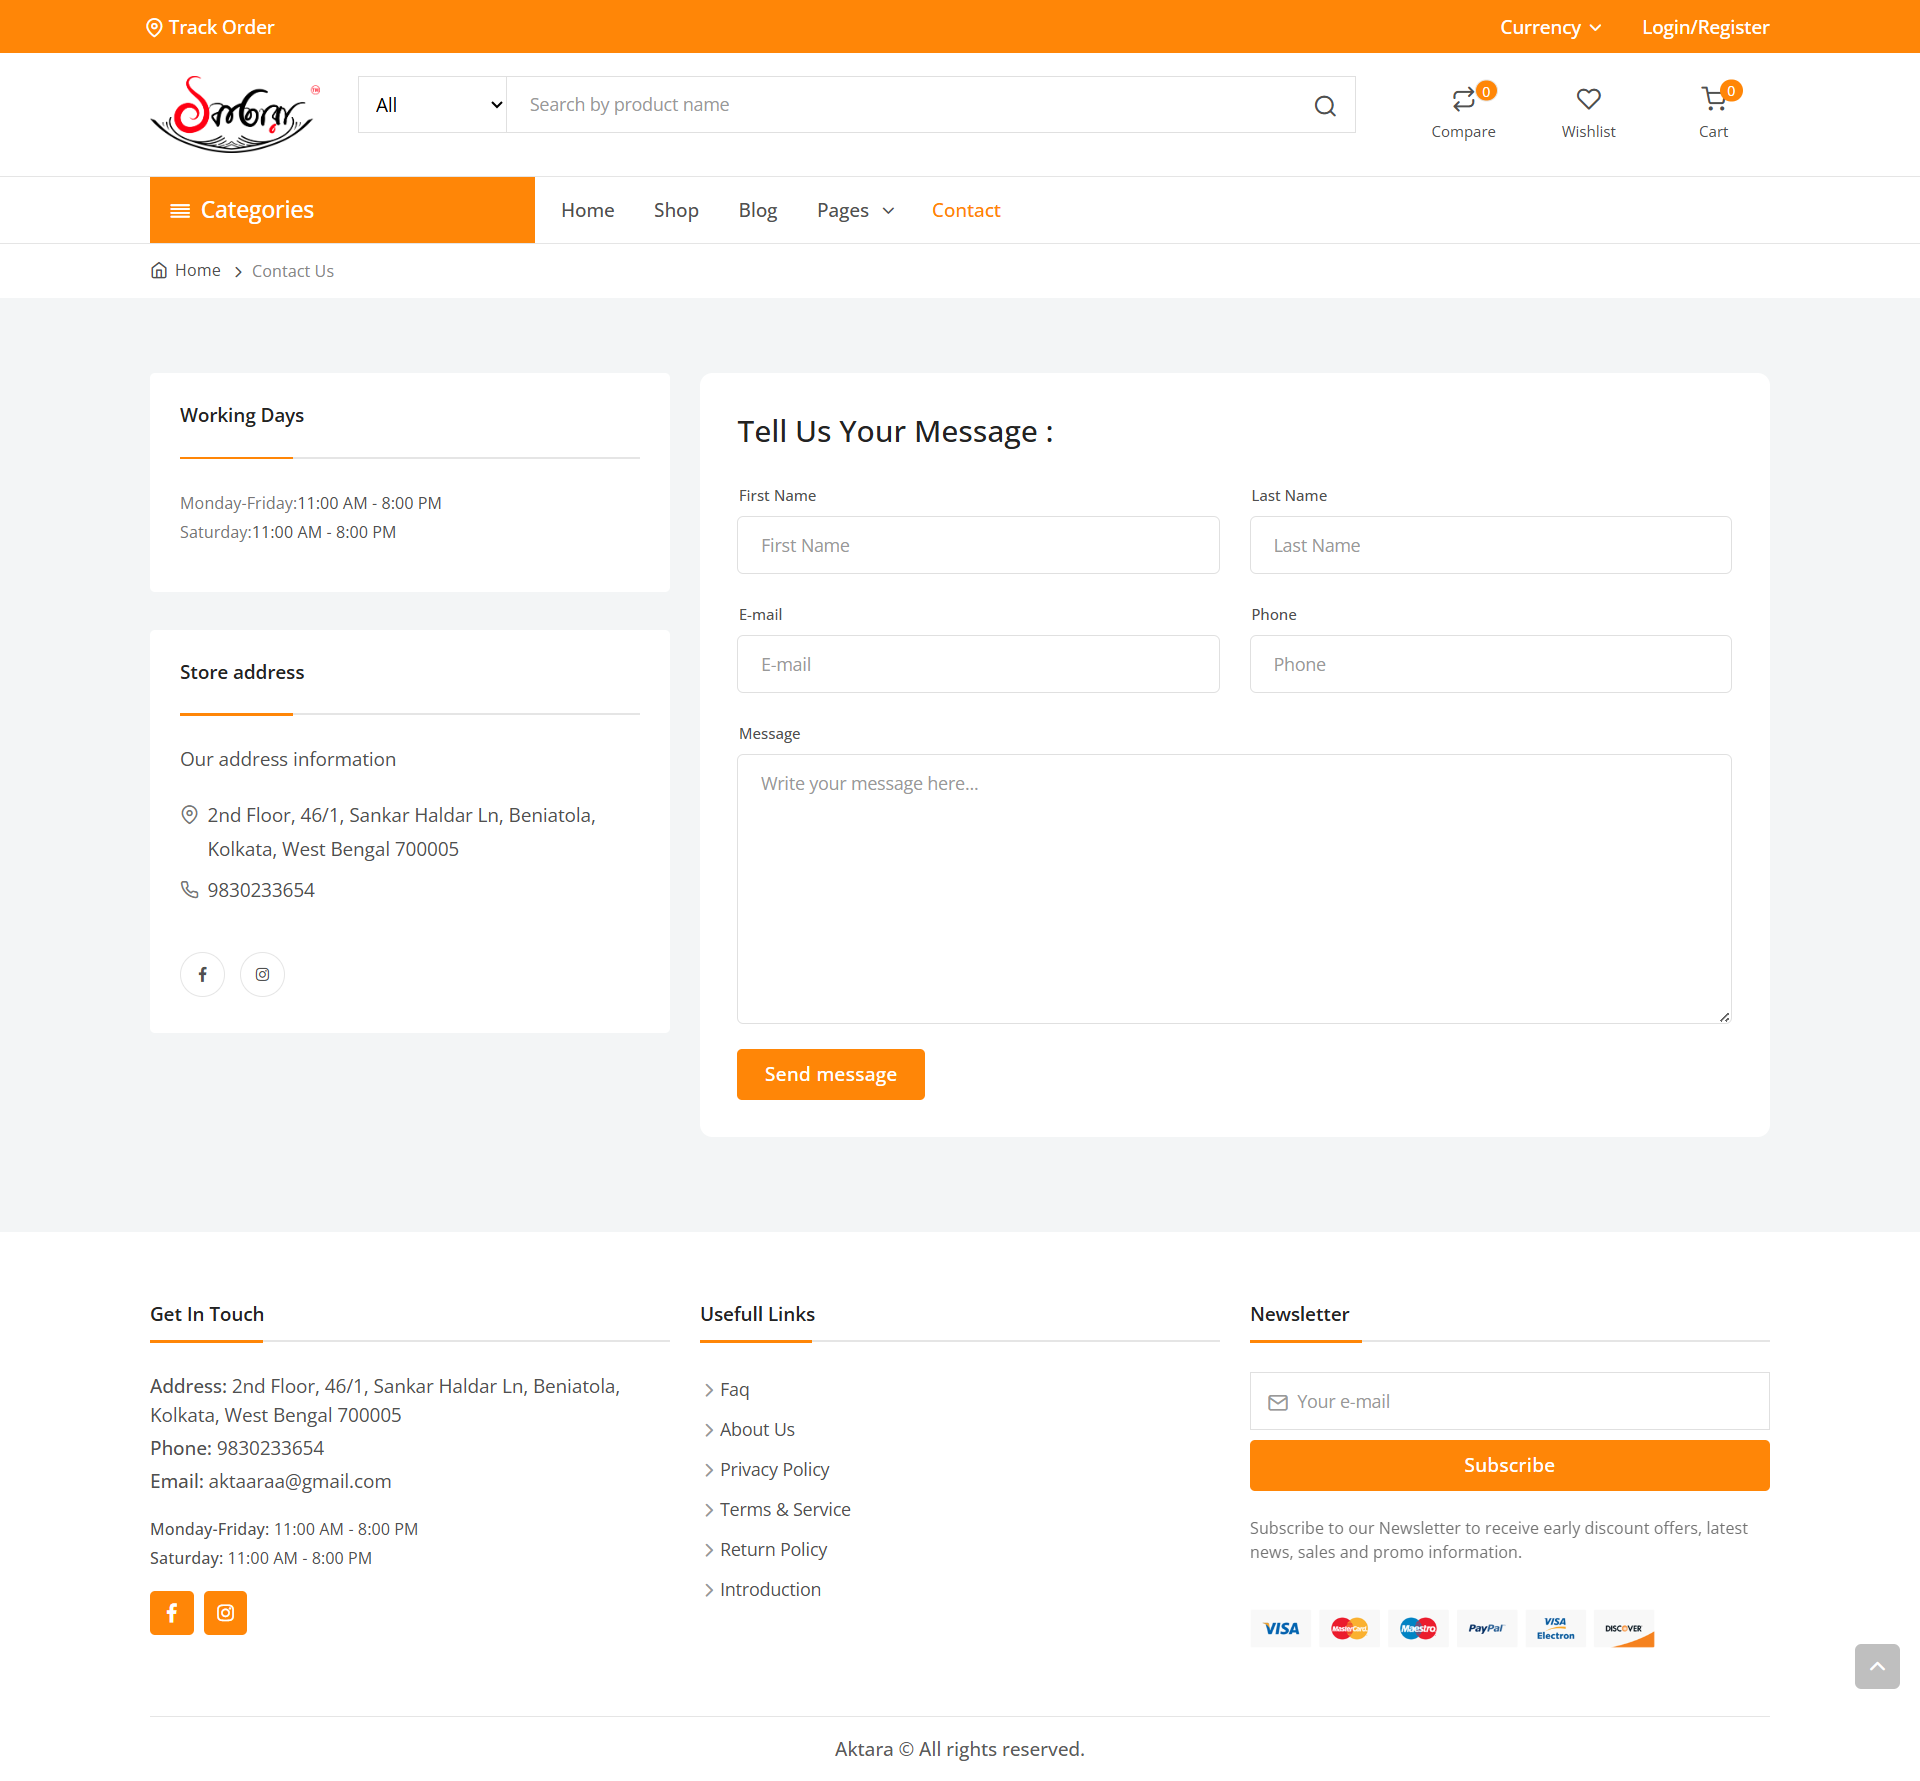 Track Order
Currency
Login/Register
একতারা
TM
All
Search by product name
0
Compare
Wishlist
0
Cart
Categories
Home
Shop
Blog
Pages
Contact
Home
Contact Us
Working Days
Monday-Friday:11:00 AM - 8:00 PM
Saturday:11:00 AM - 8:00 PM
Store address
Our address information
2nd Floor, 46/1, Sankar Haldar Ln, Beniatola,
Kolkata, West Bengal 700005
9830233654
Tell Us Your Message :
First Name
Last Name
First Name
Last Name
E-mail
Phone
E-mail
Phone
Message
Write your message here...
Send message
Get In Touch
Address: 2nd Floor, 46/1, Sankar Haldar Ln, Beniatola,
Kolkata, West Bengal 700005
Phone: 9830233654
Email: aktaaraa@gmail.com
Monday-Friday: 11:00 AM - 8:00 PM
Saturday: 11:00 AM - 8:00 PM
Usefull Links
Faq
About Us
Privacy Policy
Terms & Service
Return Policy
Introduction
Newsletter
Your e-mail
Subscribe
Subscribe to our Newsletter to receive early discount offers, latest
news, sales and promo information.
VISA
MasterCard
Maestro
PayPal
VISA
Electron
DISCOVER
Aktara © All rights reserved.